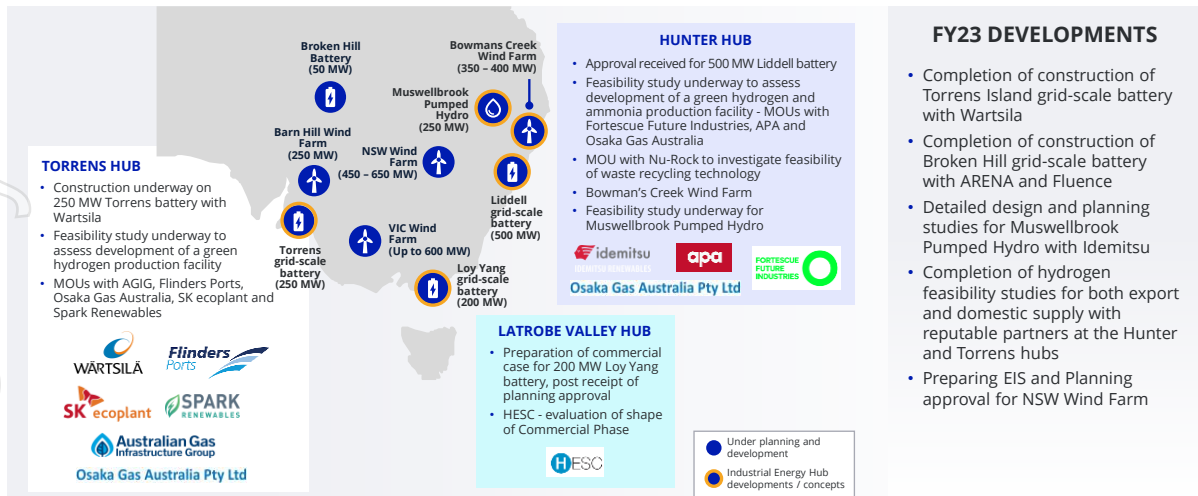 Broken Hill
Battery
(50 MW)
Bowmans Creek
Wind Farm
(350 – 400 MW)
Muswellbrook
Pumped
Hydro
(250 MW)
Barn Hill Wind
Farm
(250 MW)
NSW Wind
Farm
(450 – 650 MW)
Liddell
grid-scale
battery
(500 MW)
VIC Wind
Farm
(Up to 600 MW)
Torrens
grid-scale
battery
(250 MW)
Loy Yang
grid-scale
battery
(200 MW)
TORRENS HUB
• Construction underway on
250 MW Torrens battery with
Wartsila
• Feasibility study underway to
assess development of a green
hydrogen production facility
• MOUs with AGIG, Flinders Ports,
Osaka Gas Australia, SK ecoplant and
Spark Renewables
WÄRTSILÄ
Flinders
Ports
SK ecoplant
SPARK
RENEWABLES
Australian Gas
Infrastructure Group
Osaka Gas Australia Pty Ltd
HUNTER HUB
• Approval received for 500 MW Liddell battery
• Feasibility study underway to assess
development of a green hydrogen and
ammonia production facility - MOUs with
Fortescue Future Industries, APA and
Osaka Gas Australia
• MOU with Nu-Rock to investigate feasibility
of waste recycling technology
• Bowman's Creek Wind Farm
• Feasibility study underway for
Muswellbrook Pumped Hydro
idemitsu
IDEMITSU RENEWABLES
apa
FORTESCUE
FUTURE
INDUSTRIES
Osaka Gas Australia Pty Ltd
LATROBE VALLEY HUB
• Preparation of commercial
case for 200 MW Loy Yang
battery, post receipt of
planning approval
• HESC - evaluation of shape
of Commercial Phase
HESC
Under planning and
development
Industrial Energy Hub
developments / concepts
FY23 DEVELOPMENTS
• Completion of construction of
Torrens Island grid-scale battery
with Wartsila
• Completion of construction of
Broken Hill grid-scale battery
with ARENA and Fluence
• Detailed design and planning
studies for Muswellbrook
Pumped Hydro with Idemitsu
• Completion of hydrogen
feasibility studies for both export
and domestic supply with
reputable partners at the Hunter
and Torrens hubs
• Preparing EIS and Planning
approval for NSW Wind Farm